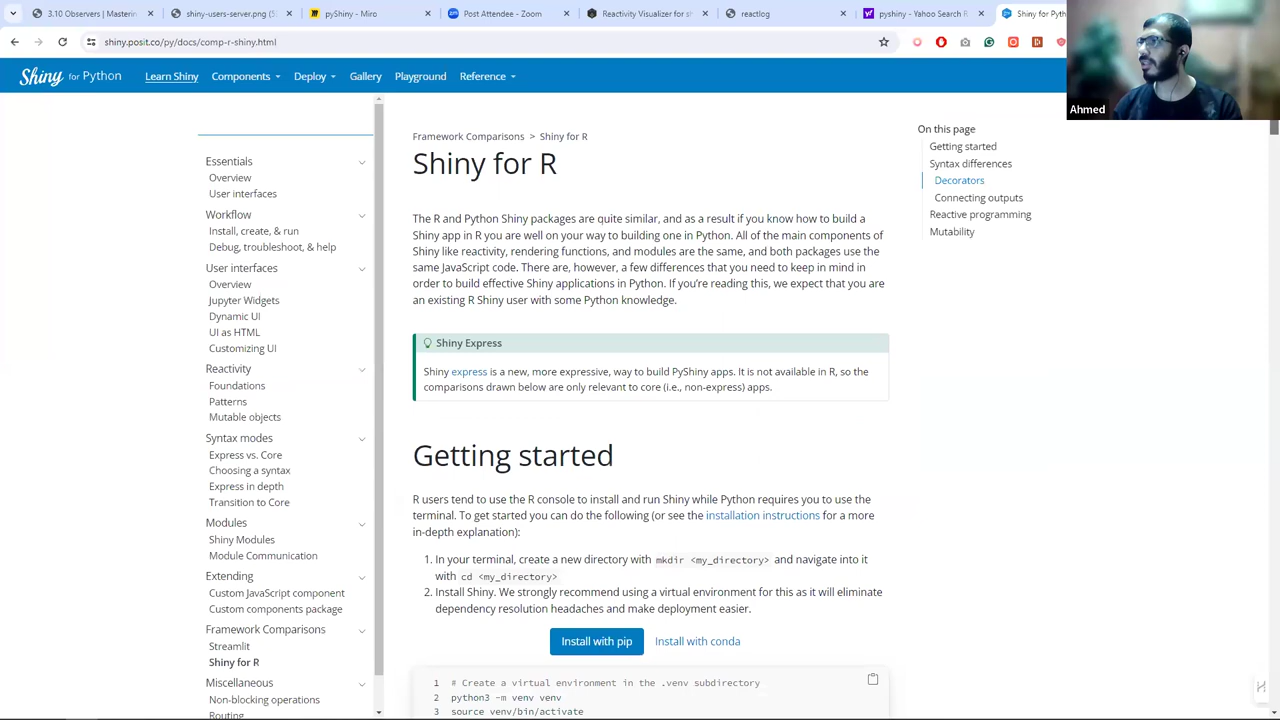 3.10 Observers | Masterin
shiny-users-server.png (S
pyShiny - Miro
Post Attendee - Zoom
Reactivity Visualizer for sh
reactlog
pyshiny - Yahoo Search R
Shiny for Pyth
shiny.posit.co/py/docs/comp-r-shiny.html
Ahmed
Shiny for Python
Learn Shiny
Components
Deploy
Gallery
Playground
Reference
Essentials
Overview
User interfaces
Workflow
Install, create, & run
Debug, troubleshoot, & help
User interfaces
Overview
Jupyter Widgets
Dynamic UI
UI as HTML
Customizing UI
Reactivity
Foundations
Patterns
Mutable objects
Syntax modes
Express vs. Core
Choosing a syntax
Express in depth
Transition to Core
Modules
Shiny Modules
Module Communication
Extending
Custom JavaScript component
Custom components package
Framework Comparisons
Streamlit
Shiny for R
Miscellaneous
Non-blocking operations
Routing
Framework Comparisons > Shiny for R
Shiny for R
The R and Python Shiny packages are quite similar, and as a result if you know how to build a
Shiny app in R you are well on your way to building one in Python. All of the main components of
Shiny like reactivity, rendering functions, and modules are the same, and both packages use the
same JavaScript code. There are, however, a few differences that you need to keep in mind in
order to build effective Shiny applications in Python. If you're reading this, we expect that you are
an existing R Shiny user with some Python knowledge.
Shiny Express
Shiny express is a new, more expressive, way to build PyShiny apps. It is not available in R, so the
comparisons drawn below are only relevant to core (i.e., non-express) apps.
Getting started
R users tend to use the R console to install and run Shiny while Python requires you to use the
terminal. To get started you can do the following (or see the installation instructions for a more
in-depth explanation):
1. In your terminal, create a new directory with mkdir <my_directory> and navigate into it
with cd <my_directory>
2. Install Shiny. We strongly recommend using a virtual environment for this as it will eliminate
dependency resolution headaches and make deployment easier.
Install with pip
Install with conda
1 # Create a virtual environment in the .venv subdirectory
2 python3 -m venv venv
3 source venv/bin/activate
On this page
Getting started
Syntax differences
Decorators
Connecting outputs
Reactive programming
Mutability